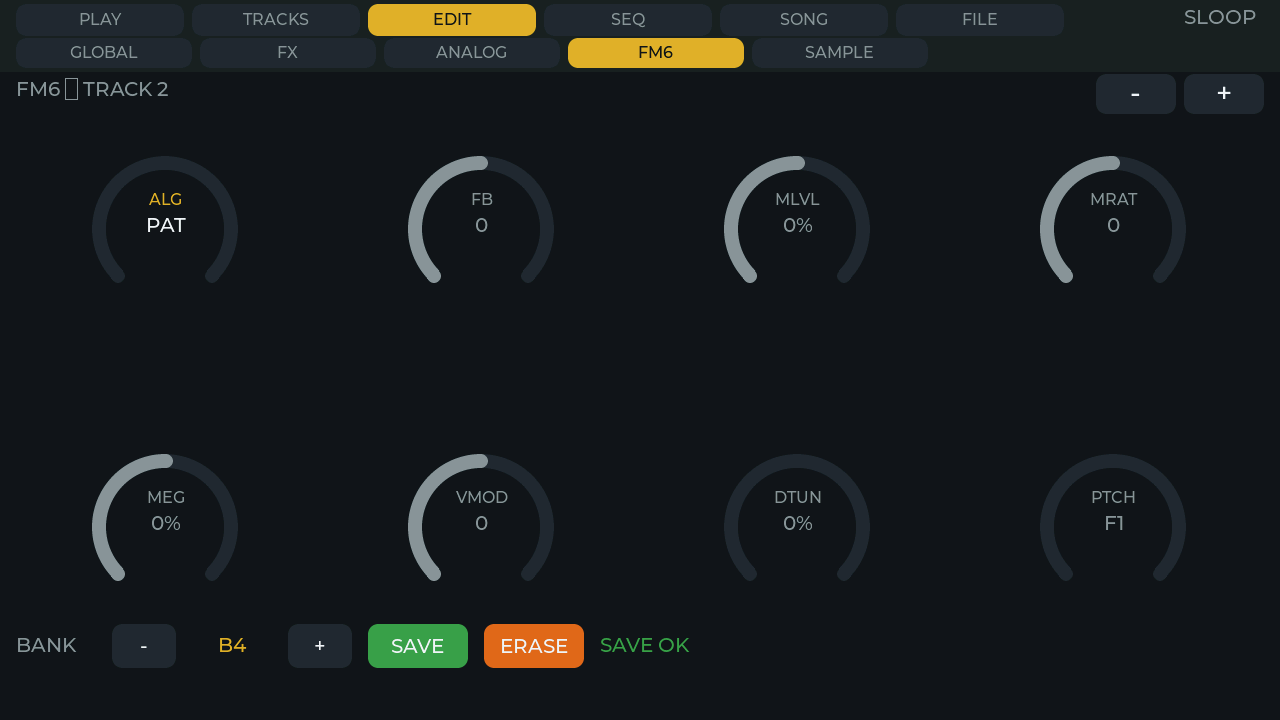 PLAY TRACKS EDIT SEQ SONG FILE SLOOP
GLOBAL FX ANALOG FM6 SAMPLE
FM6 TRACK 2 - +
ALG FB MLVL MRAT
PAT 0 0% 0
MEG VMOD DTUN PTCH
0% 0 0% F1
BANK - B4 + SAVE ERASE SAVE OK